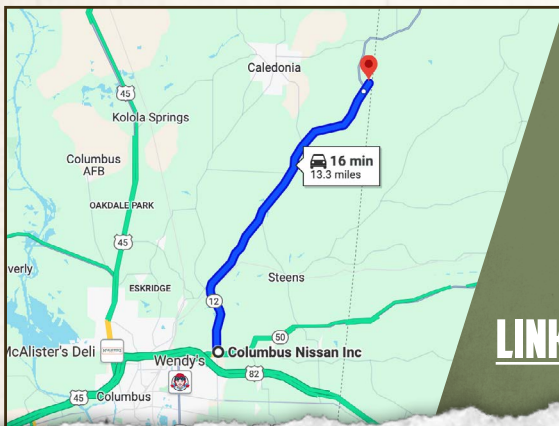 Caledonia
45
Kolola Springs
16 min
13.3 miles
Columbus
AFB
OAKDALE PARK
45
Steens
ESKRIDGE
12
50
McAlister's Deli
Columbus Nissan Inc
Wendy's
82
45
Columbus
LINK